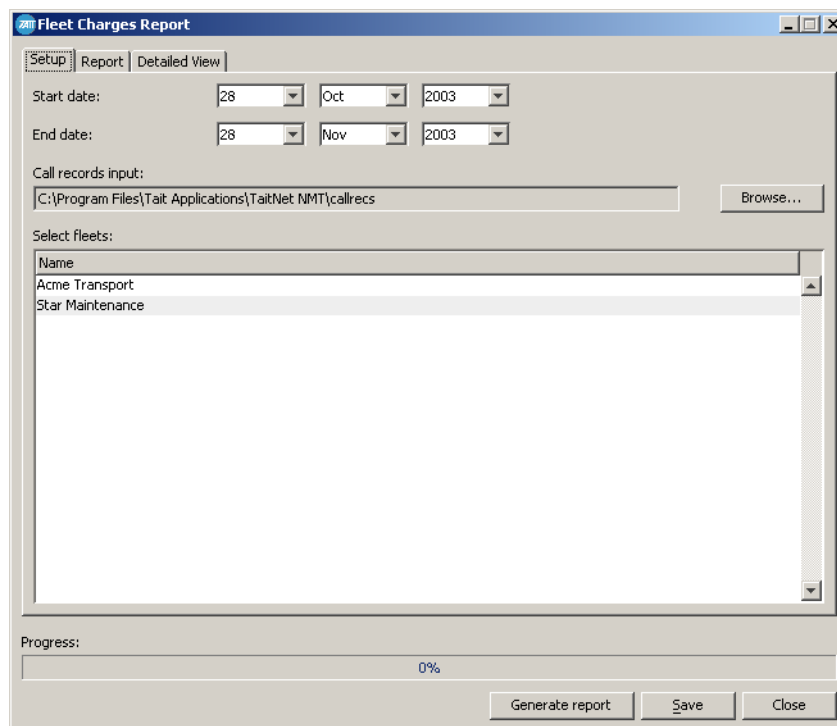 TAIT Fleet Charges Report
Setup Report Detailed View
Start date: 28 Oct 2003
End date: 28 Nov 2003
Call records input:
C:\Program Files\Tait Applications\TaitNet NMT\callrecs Browse...
Select fleets:
Name
Acme Transport
Star Maintenance
Progress:
0%
Generate report Save Close